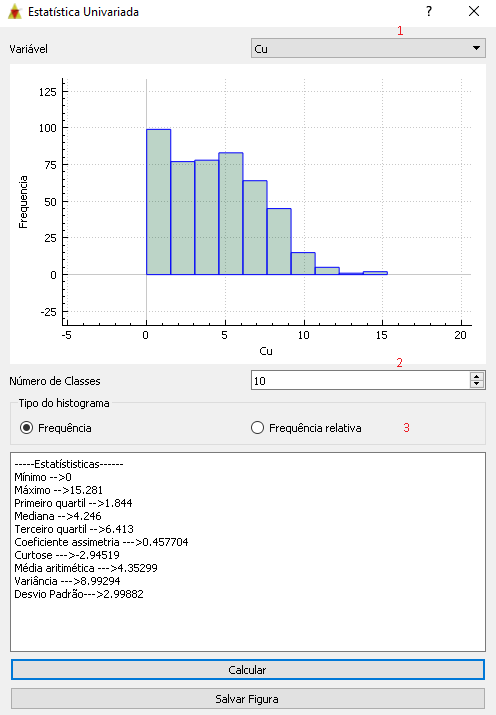 Estatística Univariada
?
1
Variável
Cu
125
100
75
50
25
0
-25
Frequencia
-5 0 5 10 15 20
Cu
2
Número de Classes
10
Tipo do histograma
Frequência
Frequência relativa
3
-----Estatístisticas------
Mínimo -->0
Máximo -->15.281
Primeiro quartil -->1.844
Mediana -->4.246
Terceiro quartil -->6.413
Coeficiente assimetria --->0.457704
Curtose --->-2.94519
Média aritimética --->4.35299
Variância --->8.99294
Desvio Padrão--->2.99882
Calcular
Salvar Figura